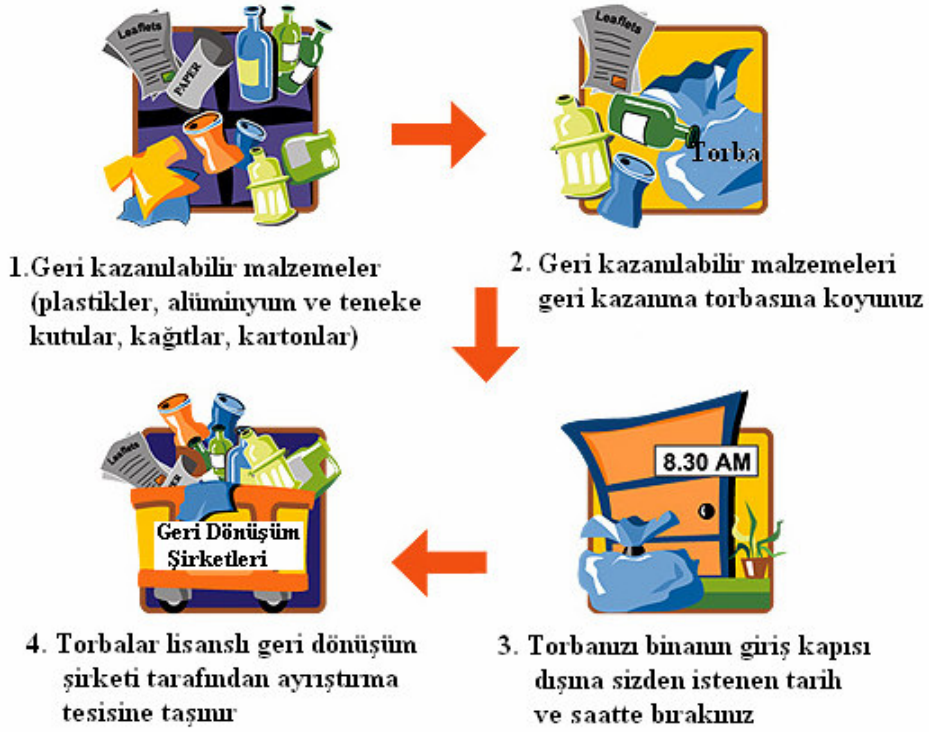 Leaflets
PAPER
Leaflets
Torba
1.Geri kazanılabilir malzemeler
(plastikler, alüminyum ve teneke
kutular, kağıtlar, kartonlar)
2. Geri kazanılabilir malzemeleri
geri kazanma torbasına koyunuz
8.30 AM
3. Torbanızı binanın giriş kapısı
dışına sizden istenen tarih
ve saatte bırakınız
Leaflets
Geri Dönüşüm
Şirketleri
4. Torbalar lisanslı geri dönüşüm
şirketi tarafından ayrıştırma
tesisine taşınır